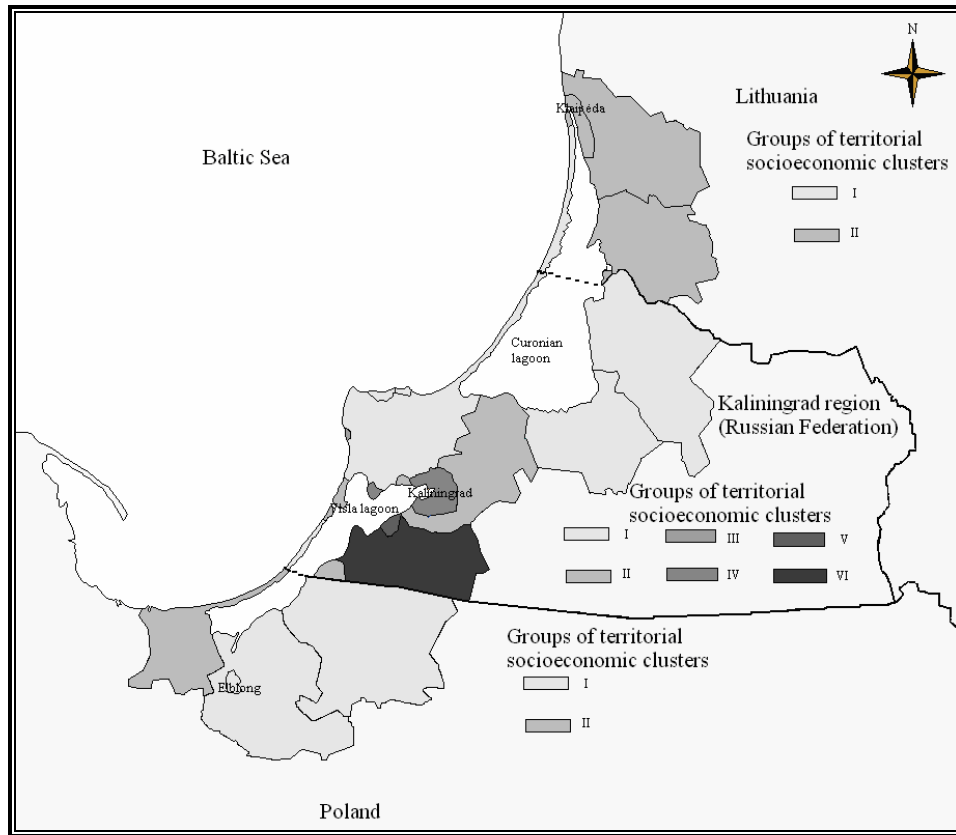 N
Lithuania
Klaipėda
Groups of territorial
socioeconomic clusters
I
II
Baltic Sea
Curonian
lagoon
Kaliningrad region
(Russian Federation)
Kaliningrad
Visla lagoon
Groups of territorial
socioeconomic clusters
I
III
V
II
IV
VI
Groups of territorial
socioeconomic clusters
I
II
Elblong
Poland